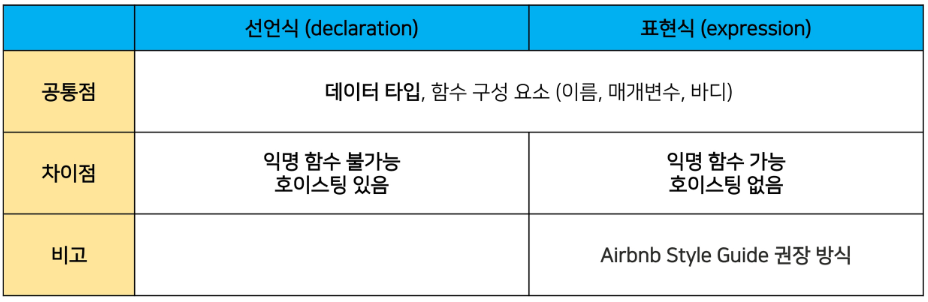 선언식 (declaration)
표현식 (expression)
공통점
데이터 타입, 함수 구성 요소 (이름, 매개변수, 바디)
차이점
익명 함수 불가능
호이스팅 있음
익명 함수 가능
호이스팅 없음
비고
Airbnb Style Guide 권장 방식